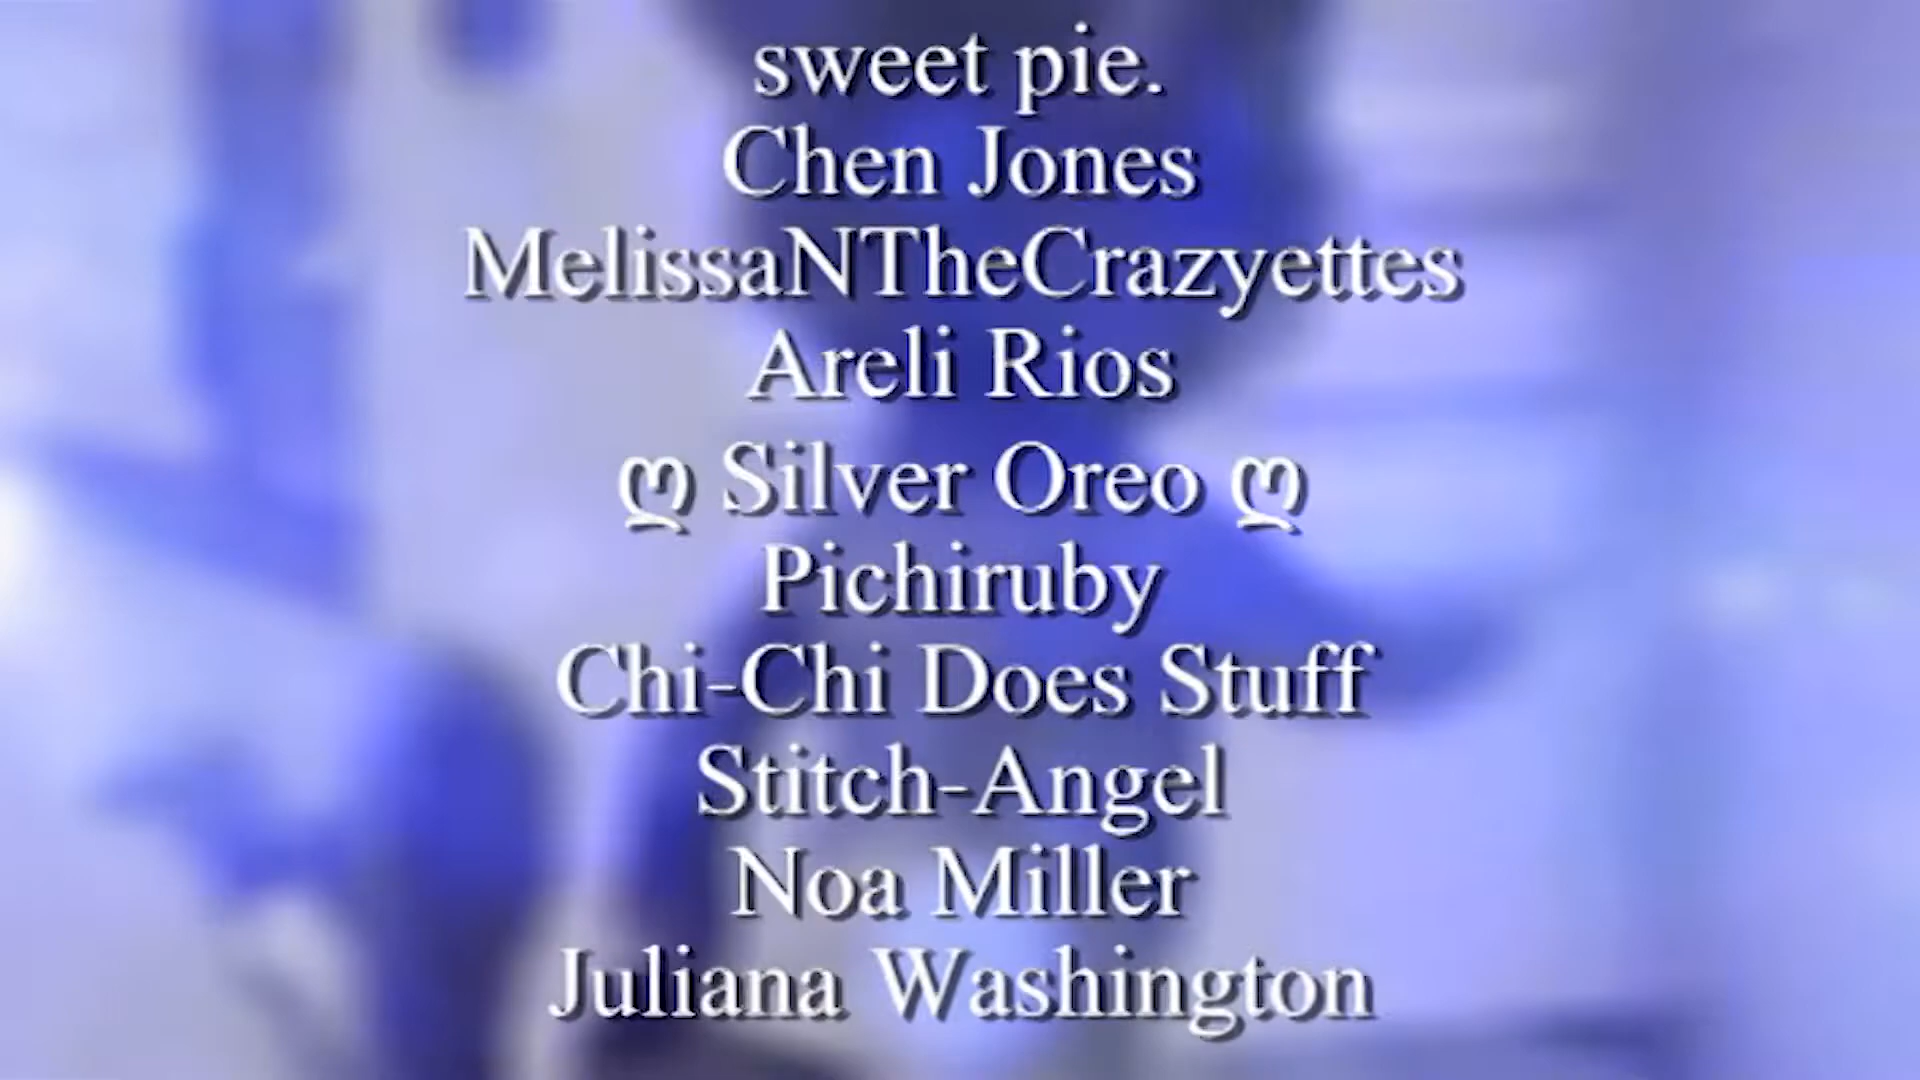 sweet pie.
Chen Jones
MelissaNTheCrazyettes
Areli Rios
ღ Silver Oreo ღ
Pichiruby
Chi-Chi Does Stuff
Stitch-Angel
Noa Miller
Juliana Washington